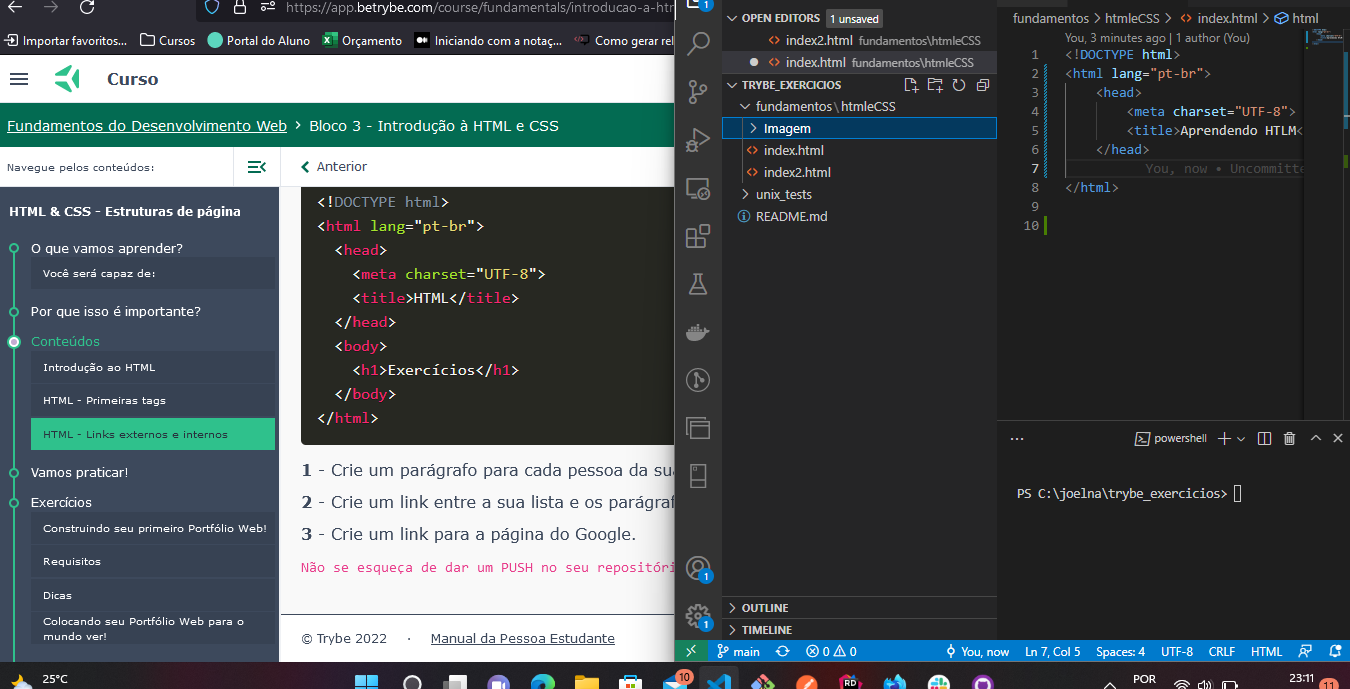 https://app.betrybe.com/course/fundamentals/introducao-a-htm
Importar favoritos... Cursos Portal do Aluno Orçamento Iniciando com a notaç... Como gerar rel
Curso
Fundamentos do Desenvolvimento Web > Bloco 3 - Introdução à HTML e CSS
Navegue pelos conteúdos:
Anterior
HTML & CSS - Estruturas de página
O que vamos aprender?
Você será capaz de:
Por que isso é importante?
Conteúdos
Introdução ao HTML
HTML - Primeiras tags
HTML - Links externos e internos
Vamos praticar!
Exercícios
Construindo seu primeiro Portfólio Web!
Requisitos
Dicas
Colocando seu Portfólio Web para o
mundo ver!
<!DOCTYPE html>
<html lang="pt-br">
<head>
<meta charset="UTF-8">
<title>HTML</title>
</head>
<body>
<h1>Exercícios</h1>
</body>
</html>
1 - Crie um parágrafo para cada pessoa da sua
2 - Crie um link entre a sua lista e os parágraf
3 - Crie um link para a página do Google.
Não se esqueça de dar um PUSH no seu repositóri
© Trybe 2022 · Manual da Pessoa Estudante
1
OPEN EDITORS 1 unsaved
index2.html fundamentos\htmleCSS
index.html fundamentos\htmleCSS
TRYBE_EXERCICIOS
fundamentos \ htmleCSS
Imagem
index.html
index2.html
unix_tests
README.md
1
1
OUTLINE
TIMELINE
fundamentos > htmleCSS > index.html > html
You, 3 minutes ago | 1 author (You)
1 <!DOCTYPE html>
2 <html lang="pt-br">
3 <head>
4 <meta charset="UTF-8">
5 <title>Aprendendo HTLM<
6 </head>
7 You, now • Uncommitte
8 </html>
9
10
powershell
PS C:\joelna\trybe_exercicios>
main 0 0 You, now Ln 7, Col 5 Spaces: 4 UTF-8 CRLF HTML
25°C
10
RD
POR
23:11
11